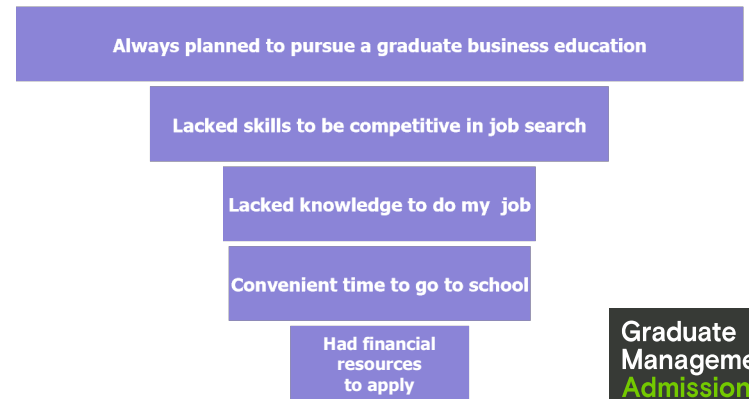 Always planned to pursue a graduate business education
Lacked skills to be competitive in job search
Lacked knowledge to do my job
Convenient time to go to school
Had financial
resources
to apply
Graduate
Admission